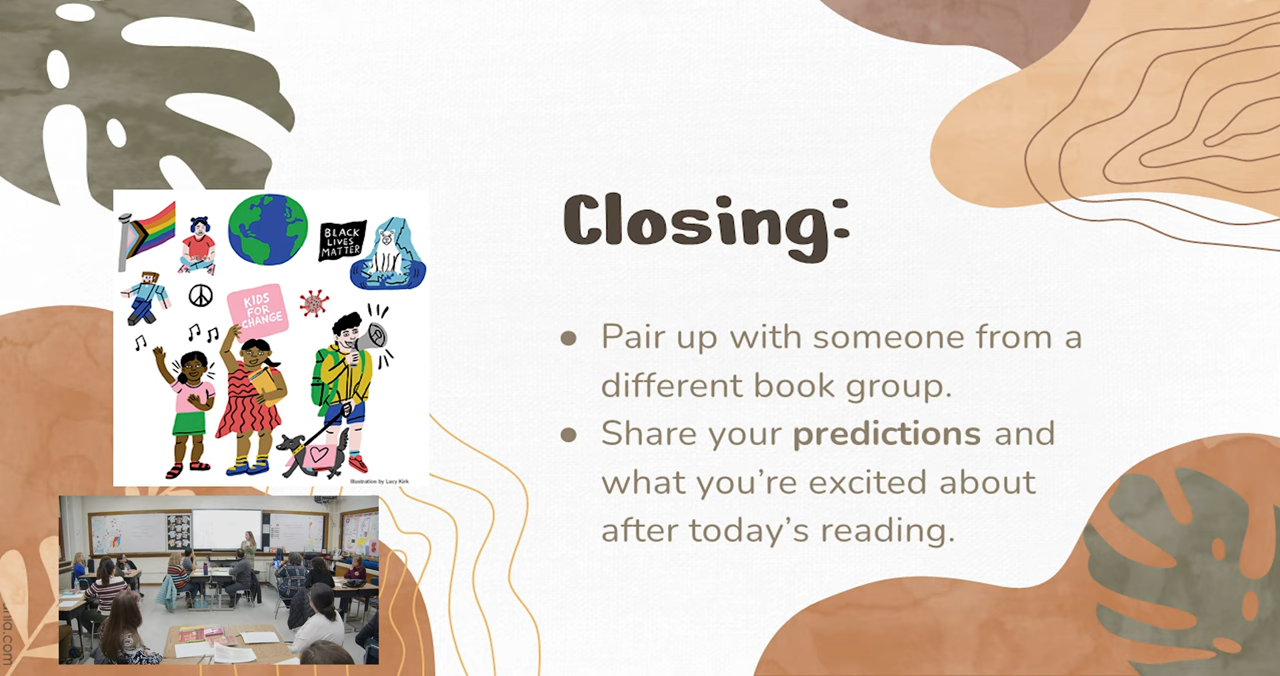 Closing:
● Pair up with someone from a
different book group.
● Share your predictions and
what you’re excited about
after today’s reading.
BLACK
LIVES
MATTER
KIDS
FOR
CHANGE
Illustration by Lucy Kirk